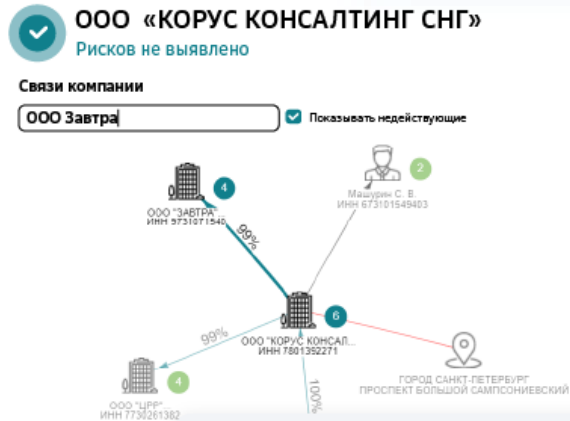 ООО «КОРУС КОНСАЛТИНГ СНГ»
Рисков не выявлено
Связи компании
ООО Завтра
Показывать недействующие
2
4
Машурин С. В.
ИНН 673101549403
ООО "ЗАВТРА"...
ИНН 9731071540
99%
6
ООО "КОРУС КОНСАЛ...
ИНН 7801392271
99%
4
ГОРОД САНКТ-ПЕТЕРБУРГ
ПРОСПЕКТ БОЛЬШОЙ САМПСОНИЕВСКИЙ
100%
ООО "ЦРР"...
ИНН 7730261382